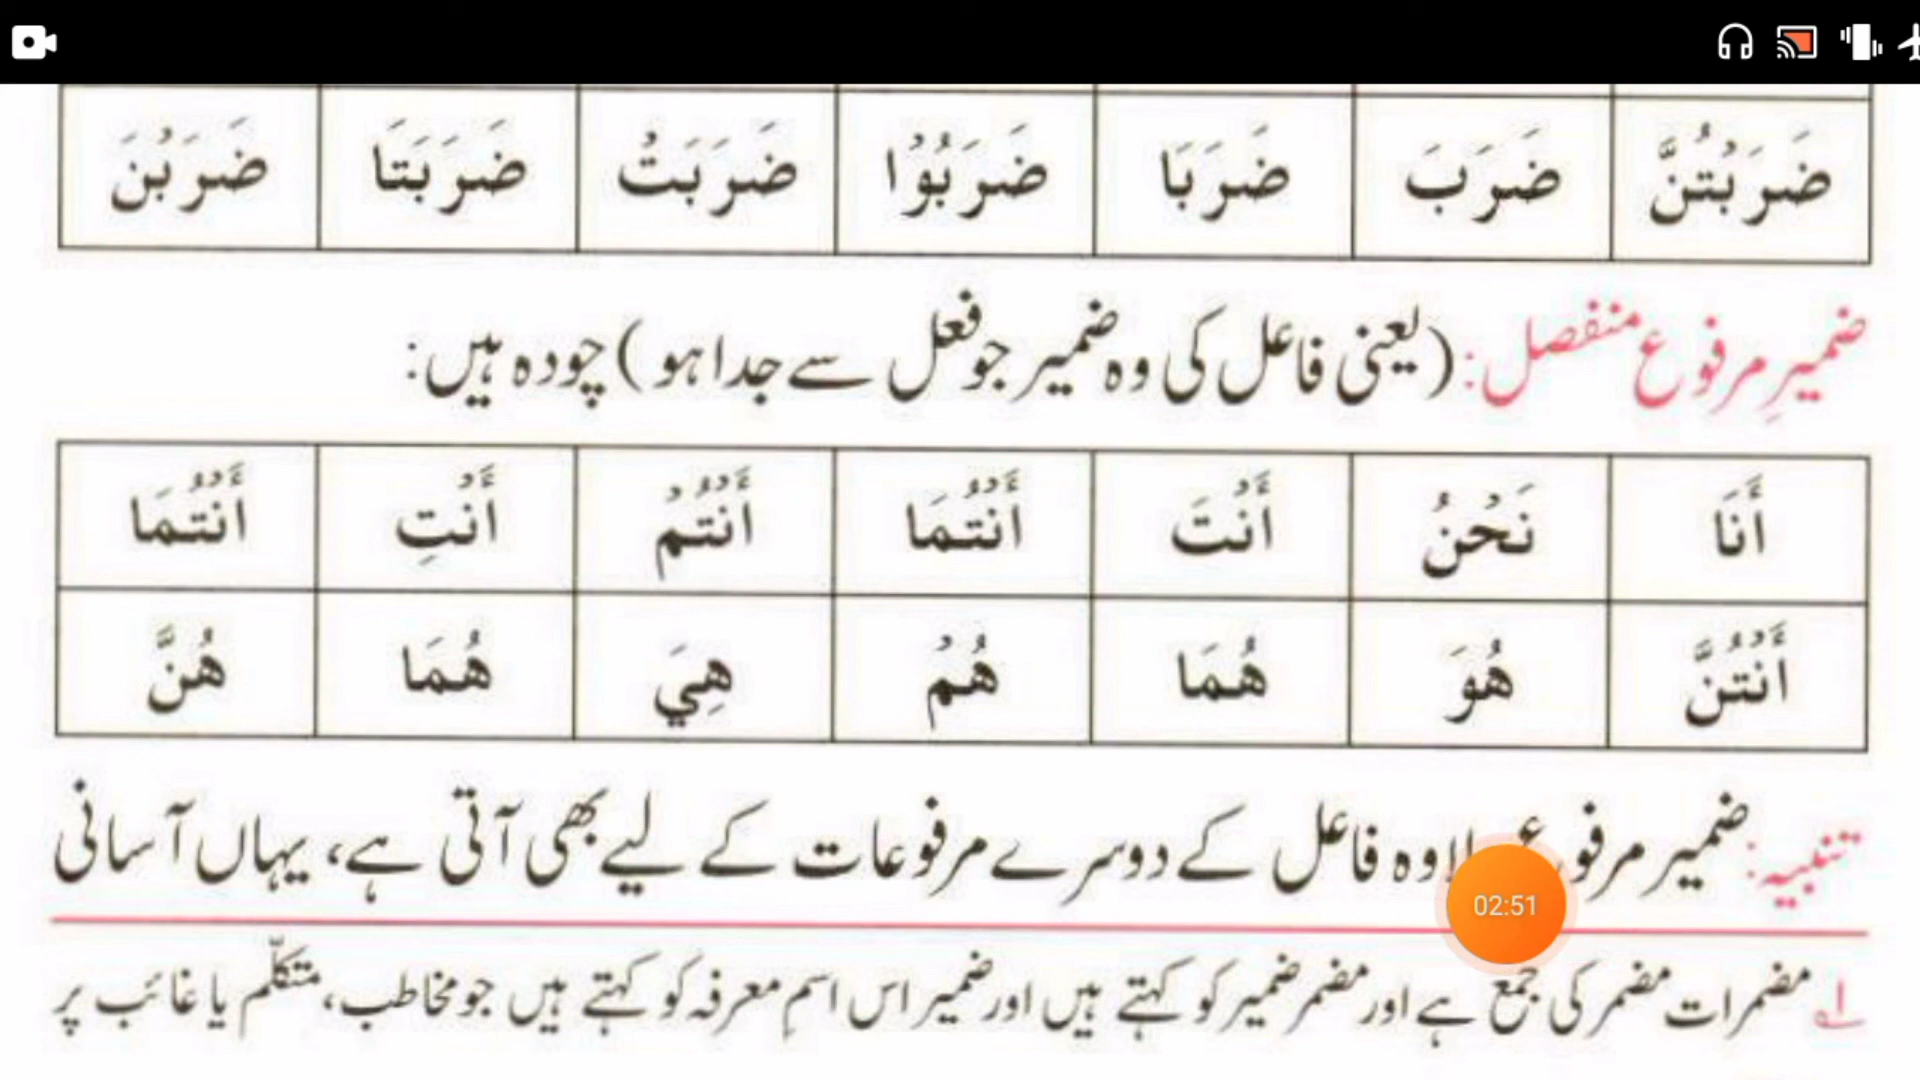 ضَرَبْتُنَّ ضَرَبَ ضَرَبَا ضَرَبُوْا ضَرَبَتْ ضَرَبَتَا ضَرَبْنَ
ضمیرِ مرفوع منفصل: (یعنی فاعل کی وہ ضمیر جو فعل سے جدا ہو) چودہ ہیں:
أَنَا نَحْنُ أَنْتَ أَنْتُمَا أَنْتُمْ أَنْتِ أَنْتُمَا
أَنْتُنَّ هُوَ هُمَا هُمْ هِيَ هُمَا هُنَّ
تنبیہ: ضمیر مرفوع علاوہ فاعل کے دوسرے مرفوعات کے لیے بھی آتی ہے، یہاں آسانی
02:51
۱؎ مضمرات مضمر کی جمع ہے اور مضمر ضمیر کو کہتے ہیں اور ضمیر اس اسم معرفہ کو کہتے ہیں جو مخاطب، متکلّم یا غائب پر